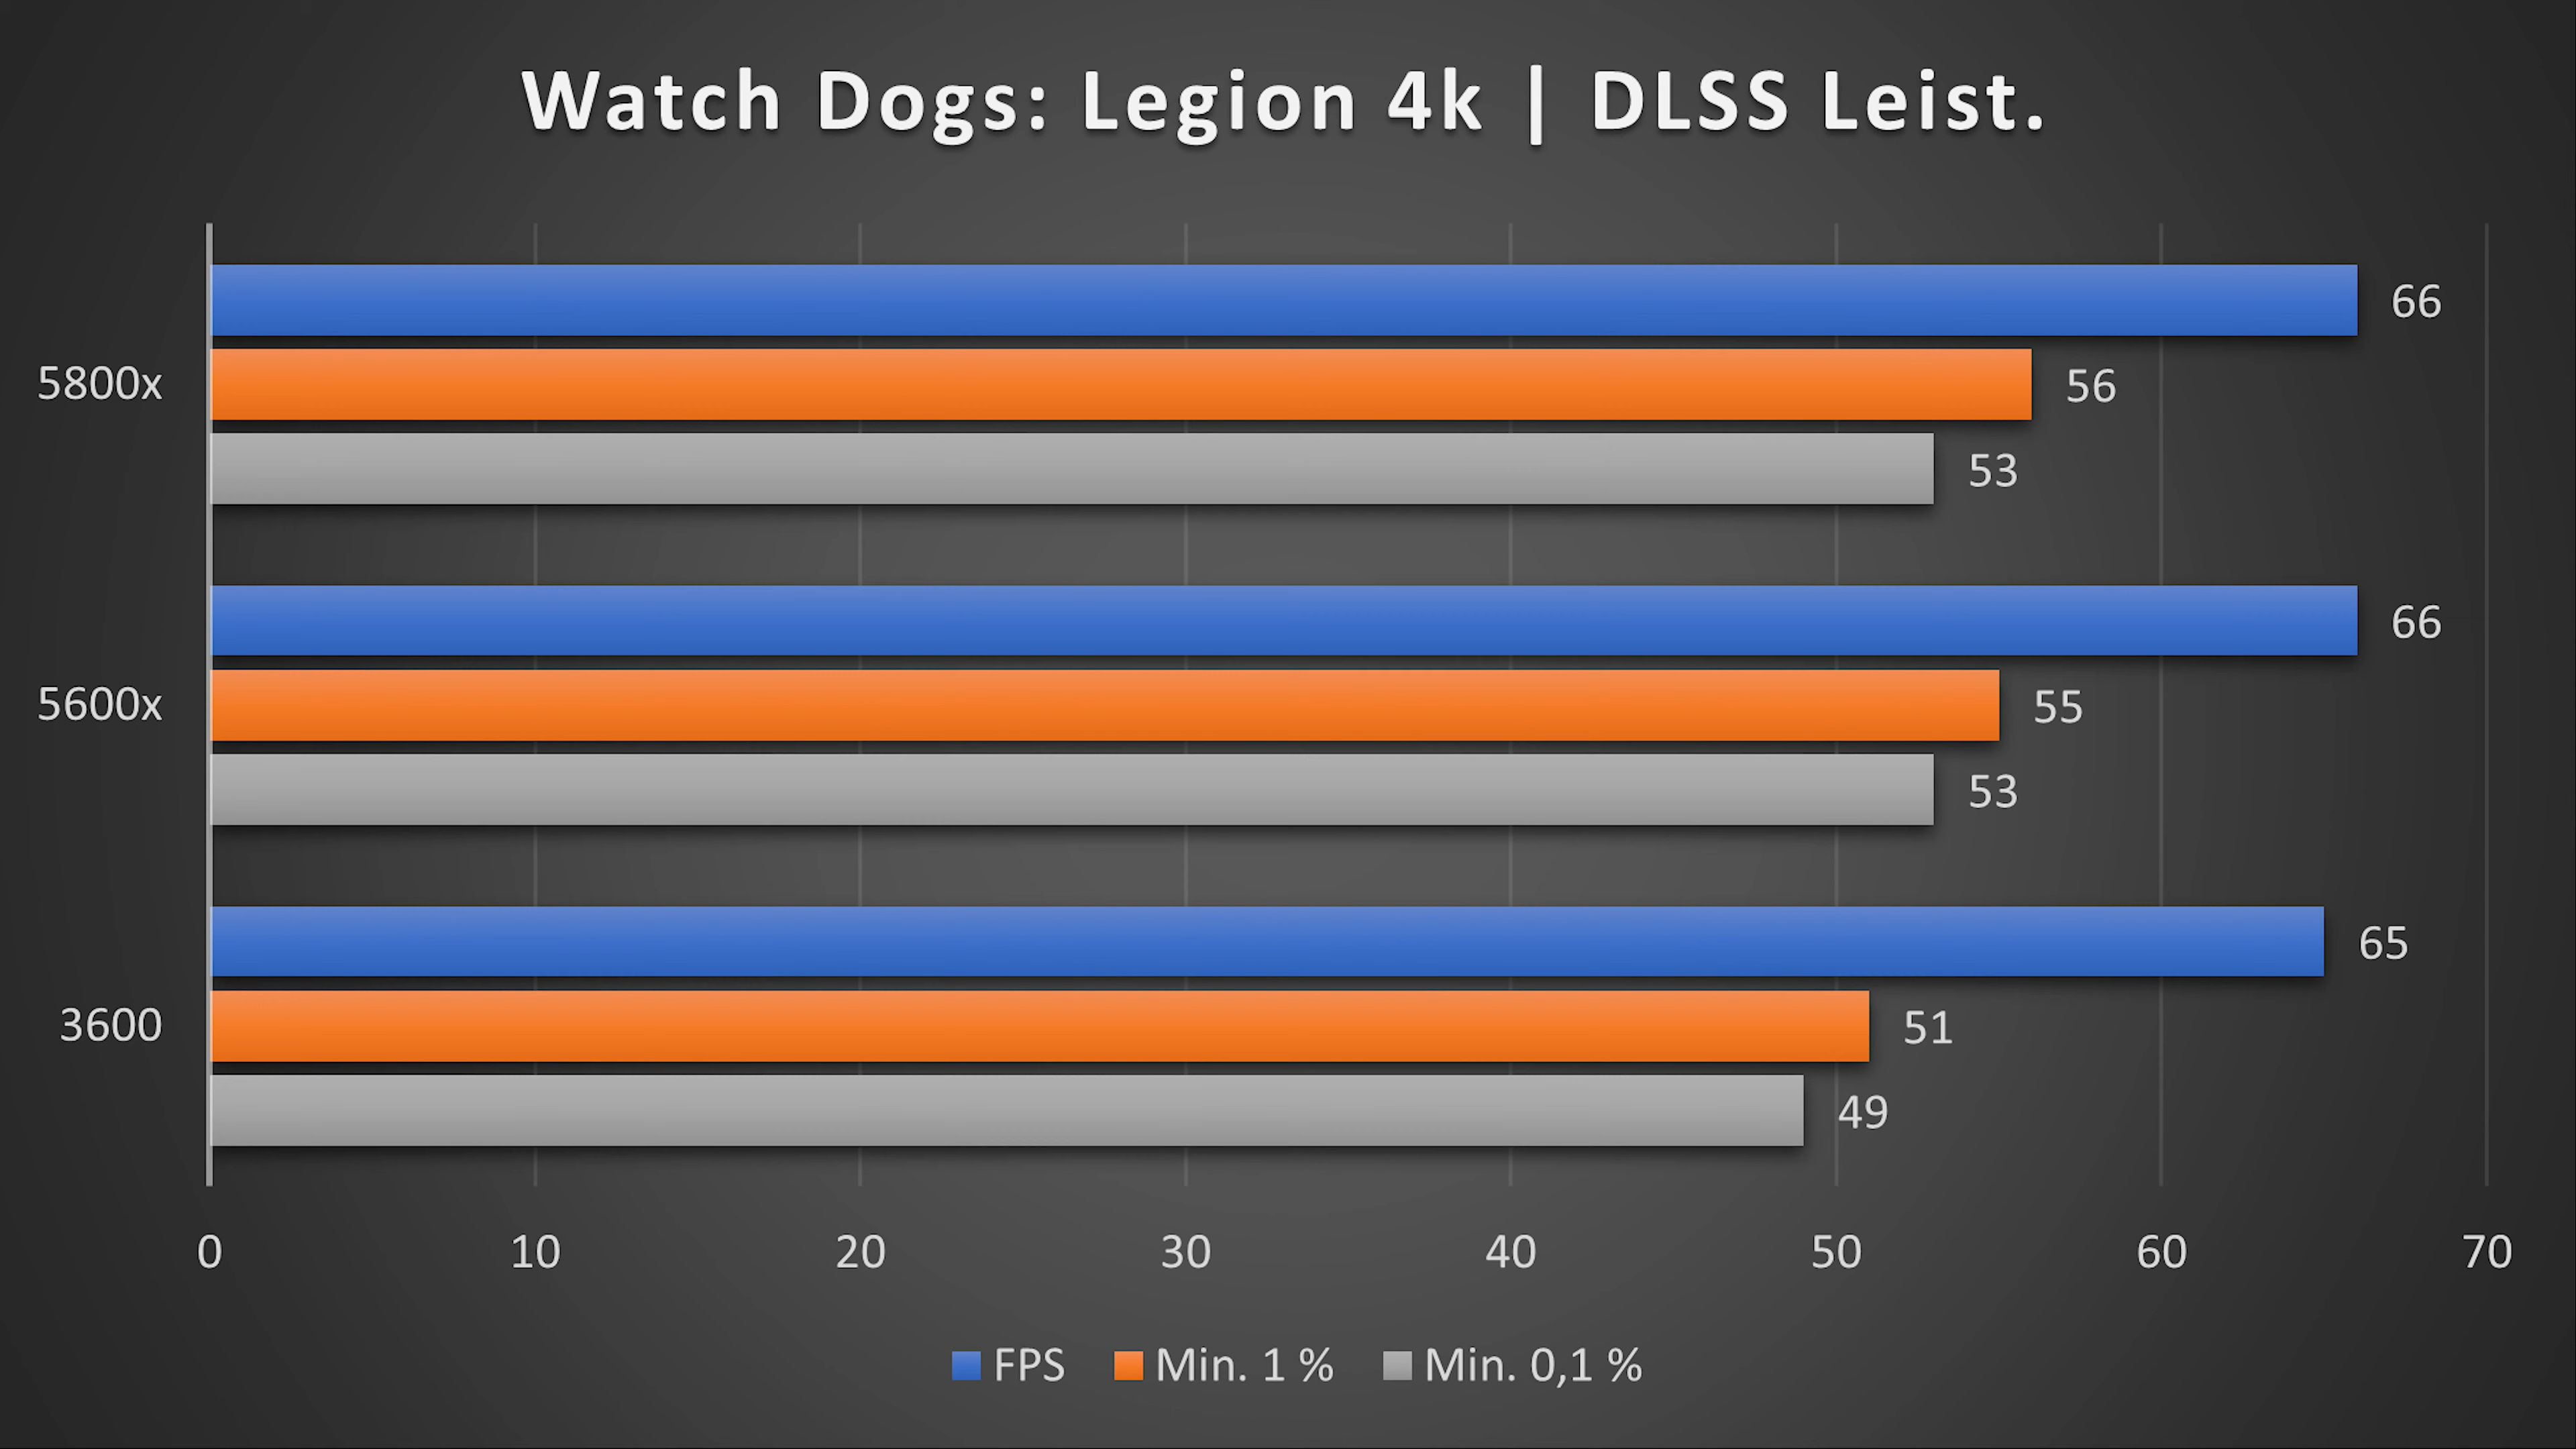 Watch Dogs: Legion 4k | DLSS Leist.
66
5800x 56
53
66
5600x 55
53
65
3600 51
49
0 10 20 30 40 50 60 70
FPS Min. 1 % Min. 0,1 %